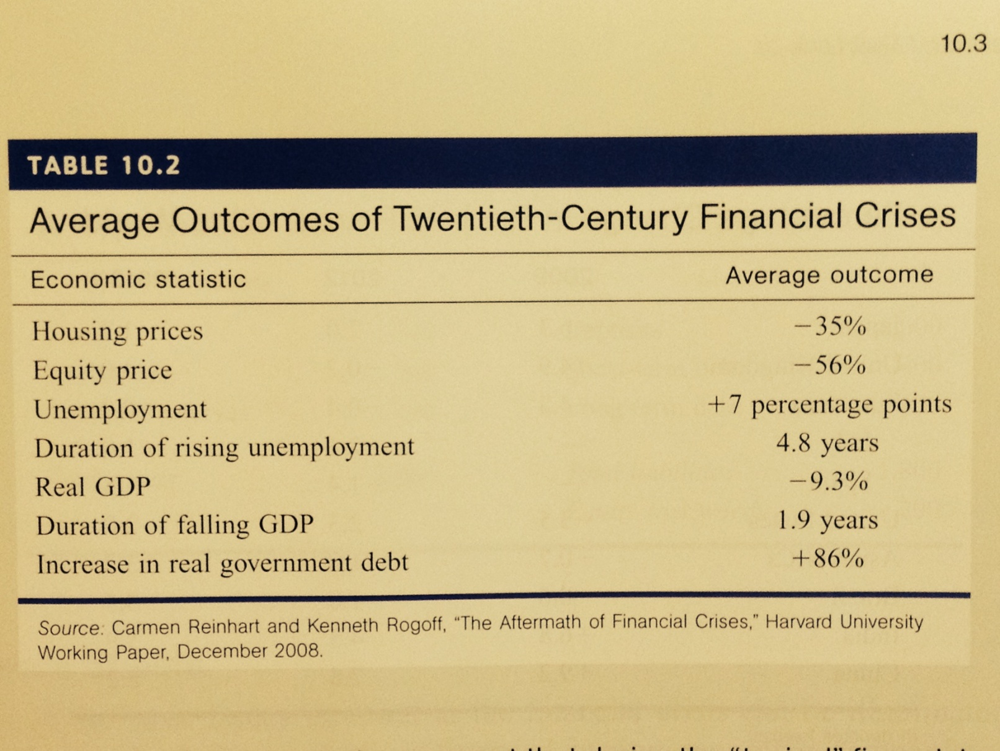 10.3
TABLE 10.2
Average Outcomes of Twentieth-Century Financial Crises
Economic statistic Average outcome
Housing prices −35%
Equity price −56%
Unemployment +7 percentage points
Duration of rising unemployment 4.8 years
Real GDP −9.3%
Duration of falling GDP 1.9 years
Increase in real government debt +86%
Source: Carmen Reinhart and Kenneth Rogoff, “The Aftermath of Financial Crises,” Harvard University
Working Paper, December 2008.